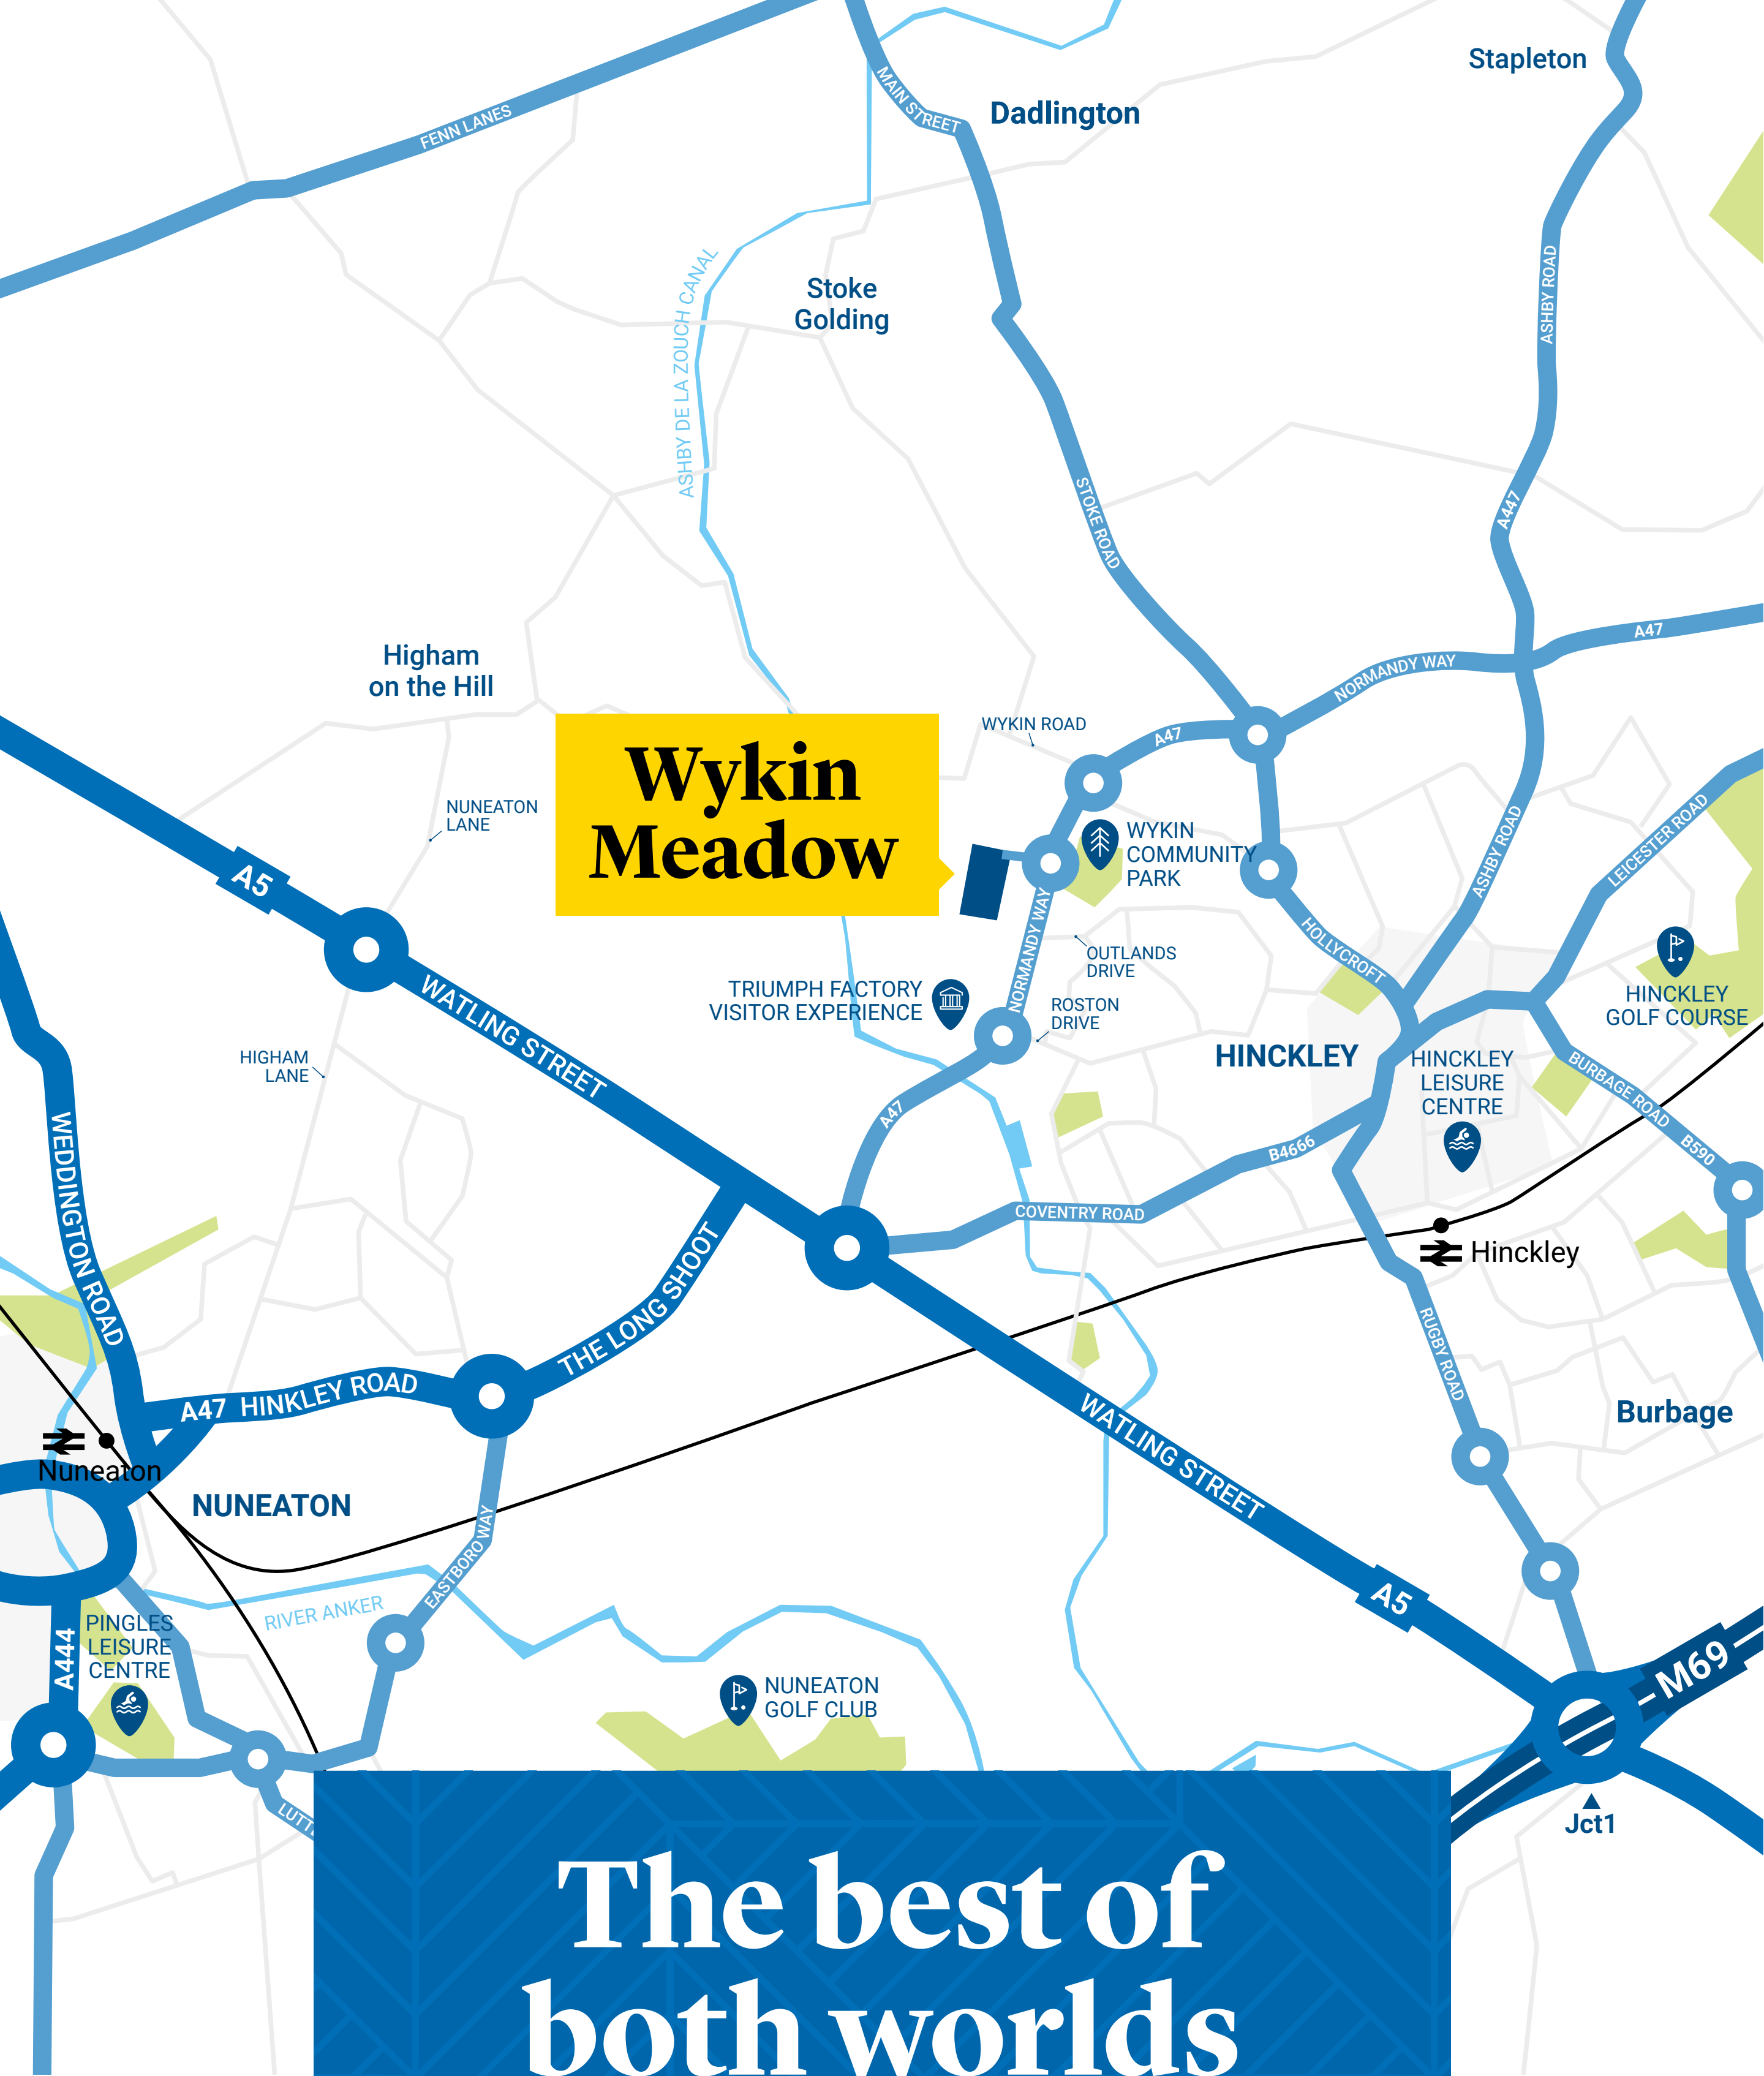 Stapleton
MAIN STREET
Dadlington
FENN LANES
ASHBY DE LA ZOUCH CANAL
Stoke
Golding
ASHBY ROAD
STOKE ROAD
A447
A47
NORMANDY WAY
Higham
on the Hill
WYKIN ROAD
A47
Wykin
Meadow
NUNEATON
LANE
WYKIN
COMMUNITY
PARK
ASHBY ROAD
LEICESTER ROAD
A5
NORMANDY WAY
HOLLYCROFT
OUTLANDS
DRIVE
TRIUMPH FACTORY
VISITOR EXPERIENCE
ROSTON
DRIVE
HINCKLEY
GOLF COURSE
WATLING STREET
HIGHAM
LANE
HINCKLEY
HINCKLEY
LEISURE
CENTRE
BURBAGE ROAD
B590
A47
B4666
WEDDINGTON ROAD
COVENTRY ROAD
Hinckley
THE LONG SHOOT
RUGBY ROAD
A47 HINKLEY ROAD
Burbage
WATLING STREET
Nuneaton
NUNEATON
EASTBORO WAY
A5
RIVER ANKER
A444
PINGLES
LEISURE
CENTRE
M69
NUNEATON
GOLF CLUB
Jct1
The best of
both worlds